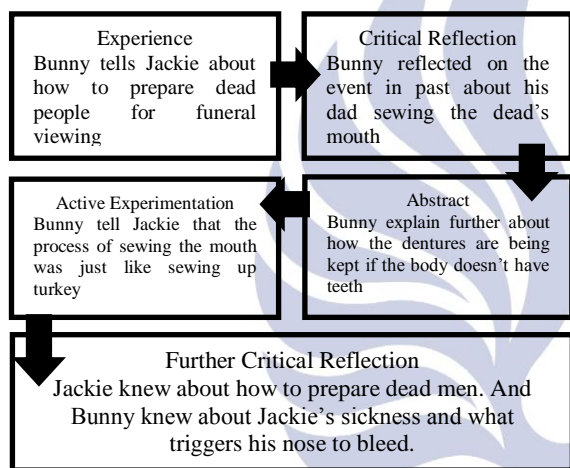 Experience
Bunny tells Jackie about
how to prepare dead
people for funeral
viewing
Critical Reflection
Bunny reflected on the
event in past about his
dad sewing the dead's
mouth
Active Experimentation
Bunny tell Jackie that the
process of sewing the mouth
was just like sewing up
turkey
Abstract
Bunny explain further about
how the dentures are being
kept if the body doesn't have
teeth
Further Critical Reflection
Jackie knew about how to prepare dead men. And
Bunny knew about Jackie's sickness and what
triggers his nose to bleed.